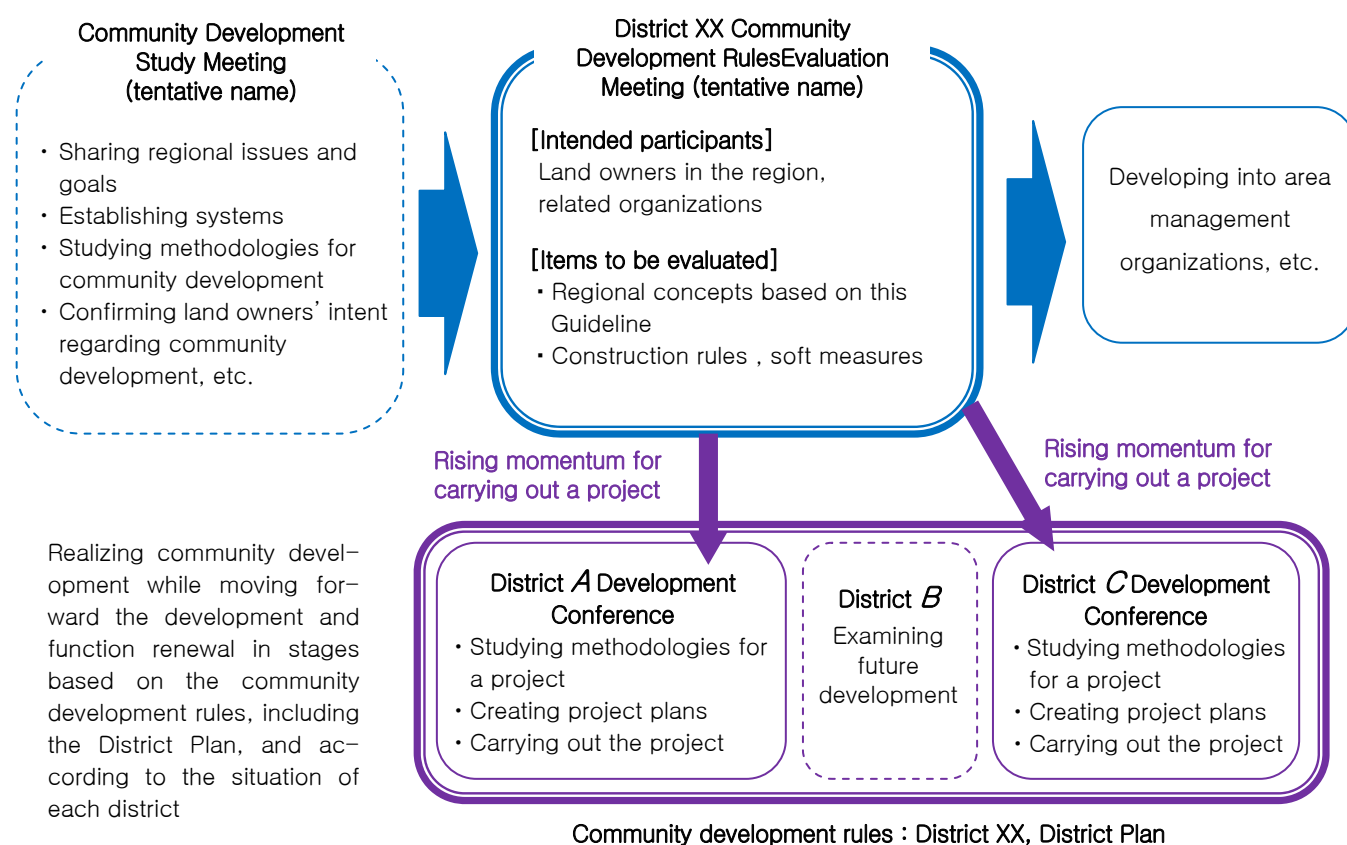 Community Development
Study Meeting
(tentative name)
・Sharing regional issues and
goals
・Establishing systems
・Studying methodologies for
community development
・Confirming land owners’ intent
regarding community
development, etc.
District XX Community
Development RulesEvaluation
Meeting (tentative name)
[Intended participants]
Land owners in the region,
related organizations
[Items to be evaluated]
・Regional concepts based on this
Guideline
・Construction rules , soft measures
Developing into area
management
organizations, etc.
Rising momentum for
carrying out a project
Rising momentum for
carrying out a project
Realizing community devel-
opment while moving for-
ward the development and
function renewal in stages
based on the community
development rules, including
the District Plan, and ac-
cording to the situation of
each district
District A Development
Conference
・Studying methodologies for
a project
・Creating project plans
・Carrying out the project
District B
Examining
future
development
District C Development
Conference
・Studying methodologies
for a project
・Creating project plans
・Carrying out the project
Community development rules : District XX, District Plan